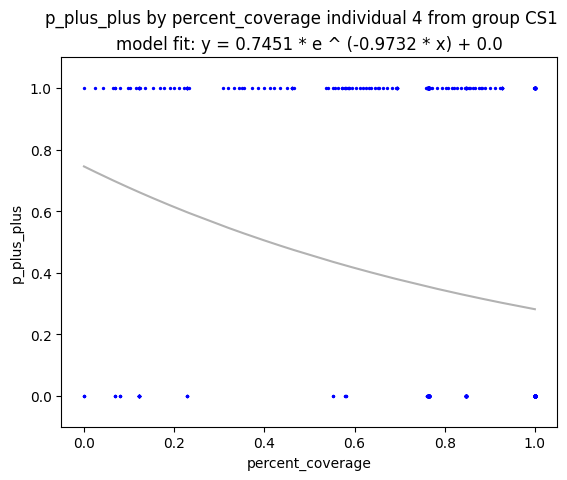 p_plus_plus by percent_coverage individual 4 from group CS1
model fit: y = 0.7451 * e ^ (-0.9732 * x) + 0.0
1.0
0.8
0.6
0.4
0.2
0.0
p_plus_plus
0.0 0.2 0.4 0.6 0.8 1.0
percent_coverage